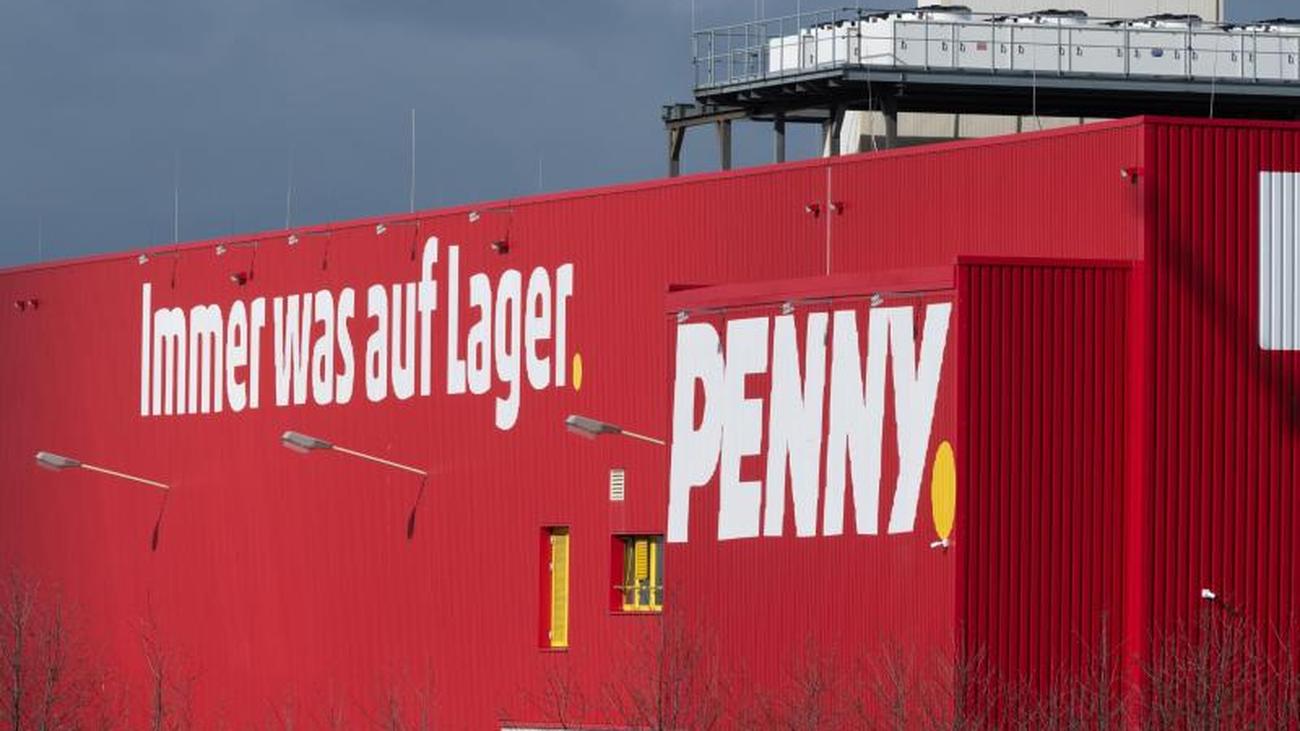 Immer was auf Lager.
PENNY.